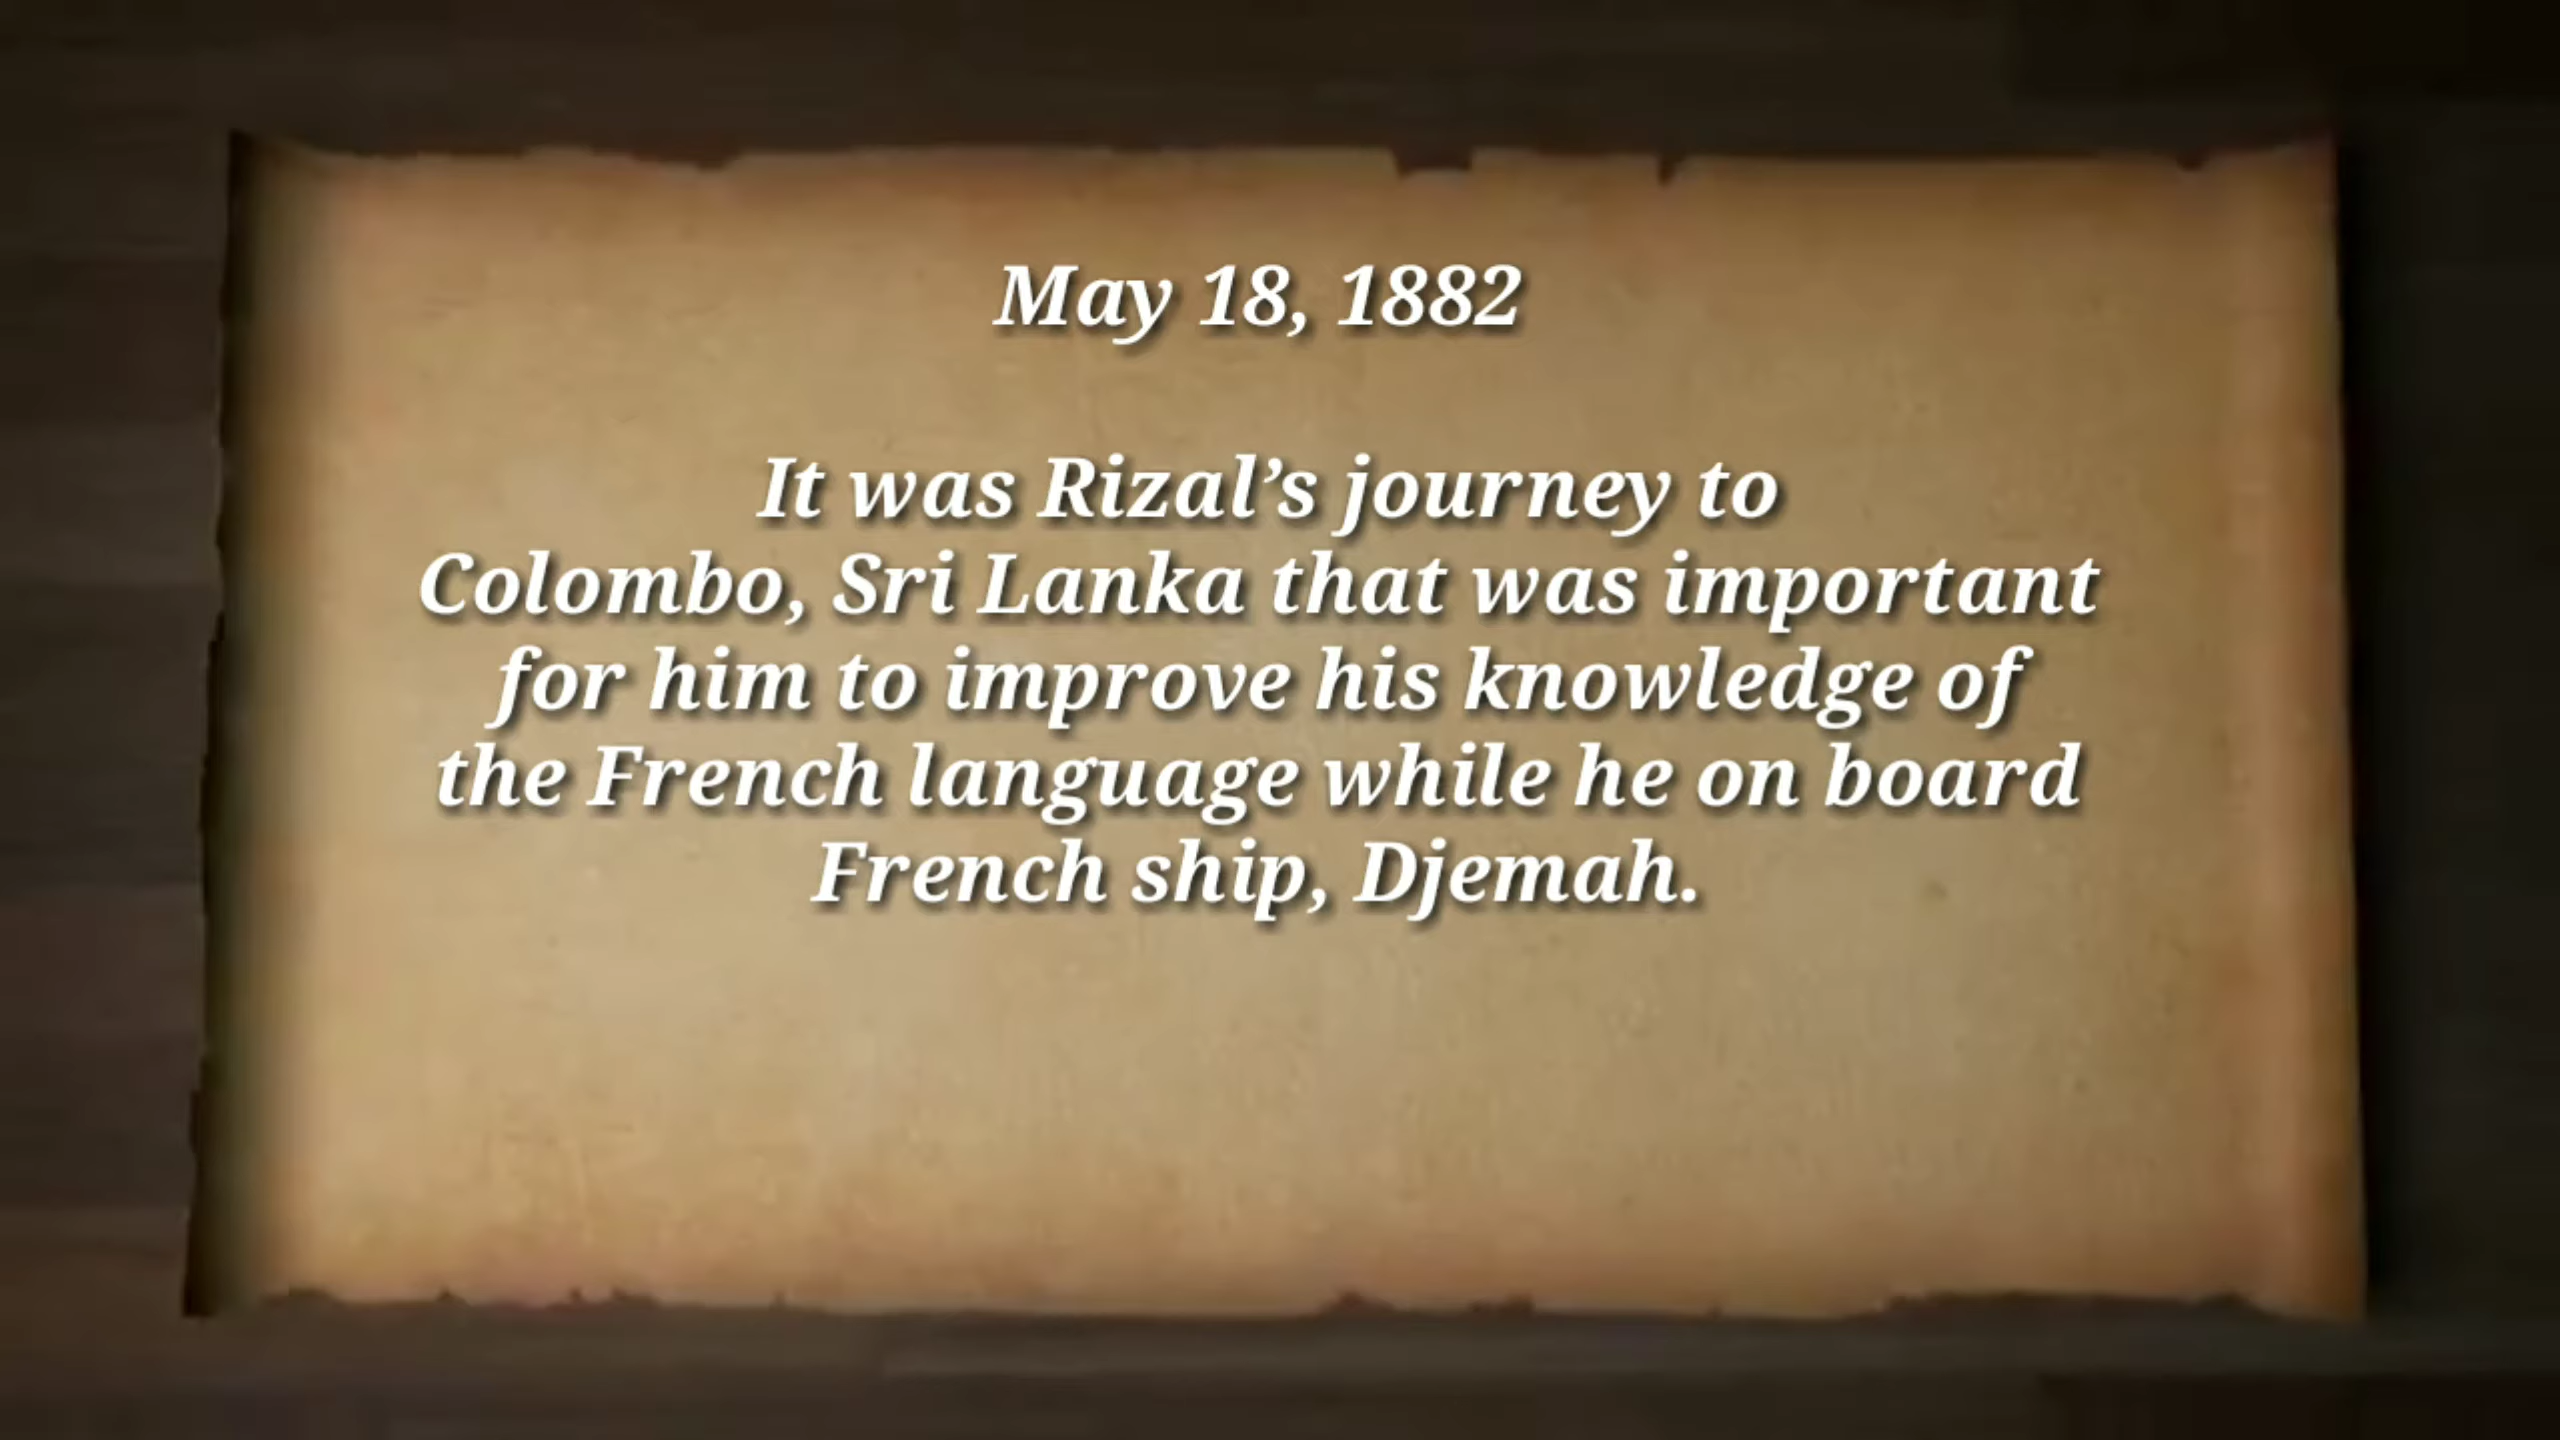 May 18, 1882
It was Rizal’s journey to
Colombo, Sri Lanka that was important
for him to improve his knowledge of
the French language while he on board
French ship, Djemah.